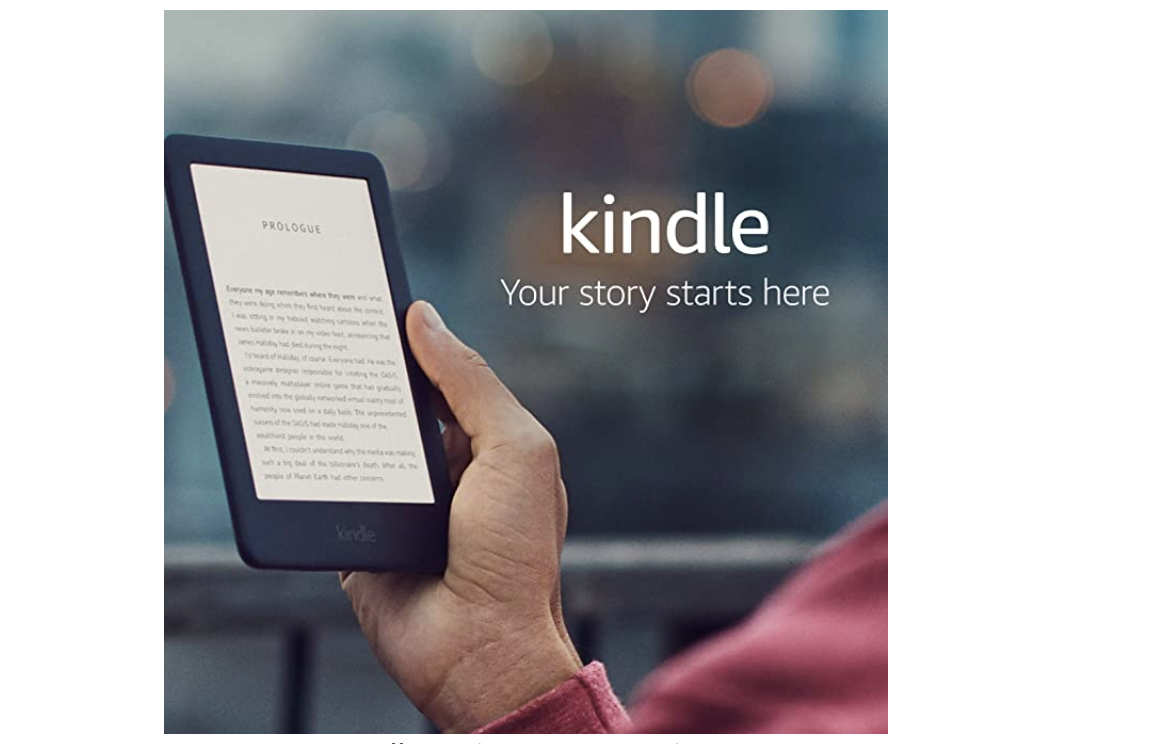 kindle
Your story starts here
PROLOGUE
Everyone my age remembers where they were and what
they were doing when they first heard about the contest.
I was sitting in my hideout watching cartoons when the
news bulletin broke in on my video feed, announcing that
James Halliday had died during the night.
I'd heard of Halliday, of course. Everyone had. He was the
videogame designer responsible for creating the OASIS,
a massively multiplayer online game that had gradually
evolved into the globally networked virtual reality most of
humanity now used on a daily basis. The unprecedented
success of the OASIS had made Halliday one of the
wealthiest people in the world.
At first, I couldn't understand why the media was making
such a big deal of the billionaire's death. After all, the
people of Planet Earth had other concerns.
kindle